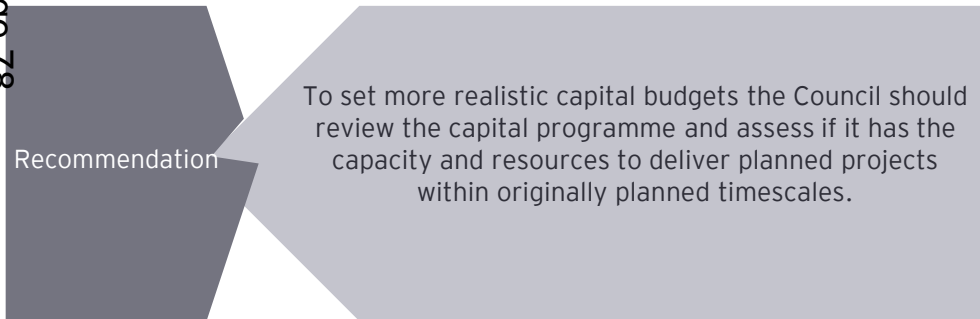 Recommendation
To set more realistic capital budgets the Council should
review the capital programme and assess if it has the
capacity and resources to deliver planned projects
within originally planned timescales.